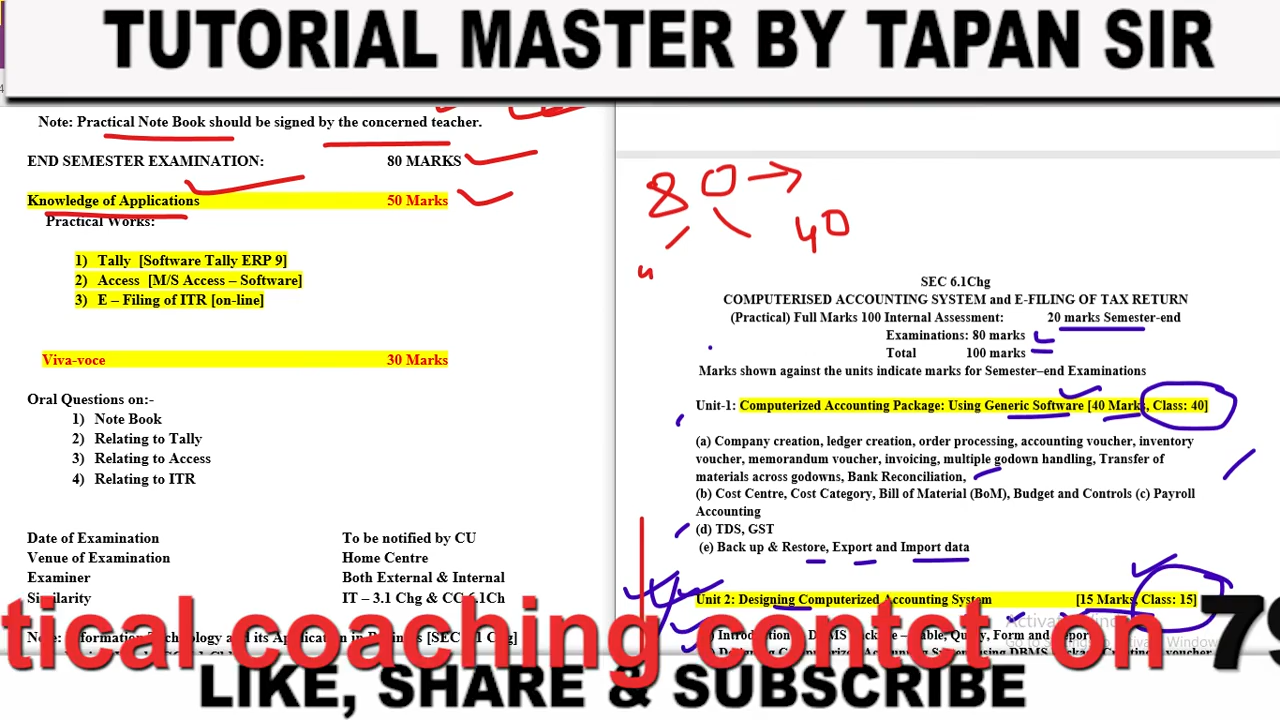 TUTORIAL MASTER BY TAPAN SIR
Note: Practical Note Book should be signed by the concerned teacher.
END SEMESTER EXAMINATION: 80 MARKS
Knowledge of Applications 50 Marks
Practical Works:
1) Tally [Software Tally ERP 9]
2) Access [M/S Access – Software]
3) E – Filing of ITR [on-line]
Viva-voce 30 Marks
Oral Questions on:-
1) Note Book
2) Relating to Tally
3) Relating to Access
4) Relating to ITR
Date of Examination To be notified by CU
Venue of Examination Home Centre
Examiner Both External & Internal
Similarity IT – 3.1 Chg & CC 6.1Ch
80 →
40
4
SEC 6.1Chg
COMPUTERISED ACCOUNTING SYSTEM and E-FILING OF TAX RETURN
(Practical) Full Marks 100 Internal Assessment: 20 marks Semester-end
Examinations: 80 marks
Total 100 marks
Marks shown against the units indicate marks for Semester–end Examinations
Unit-1: Computerized Accounting Package: Using Generic Software [40 Marks, Class: 40]
(a) Company creation, ledger creation, order processing, accounting voucher, inventory
voucher, memorandum voucher, invoicing, multiple godown handling, Transfer of
materials across godowns, Bank Reconciliation,
(b) Cost Centre, Cost Category, Bill of Material (BoM), Budget and Controls (c) Payroll
Accounting
(d) TDS, GST
(e) Back up & Restore, Export and Import data
Unit 2: Designing Computerized Accounting System [15 Marks, Class: 15]
tical coaching contct on 79
LIKE, SHARE & SUBSCRIBE